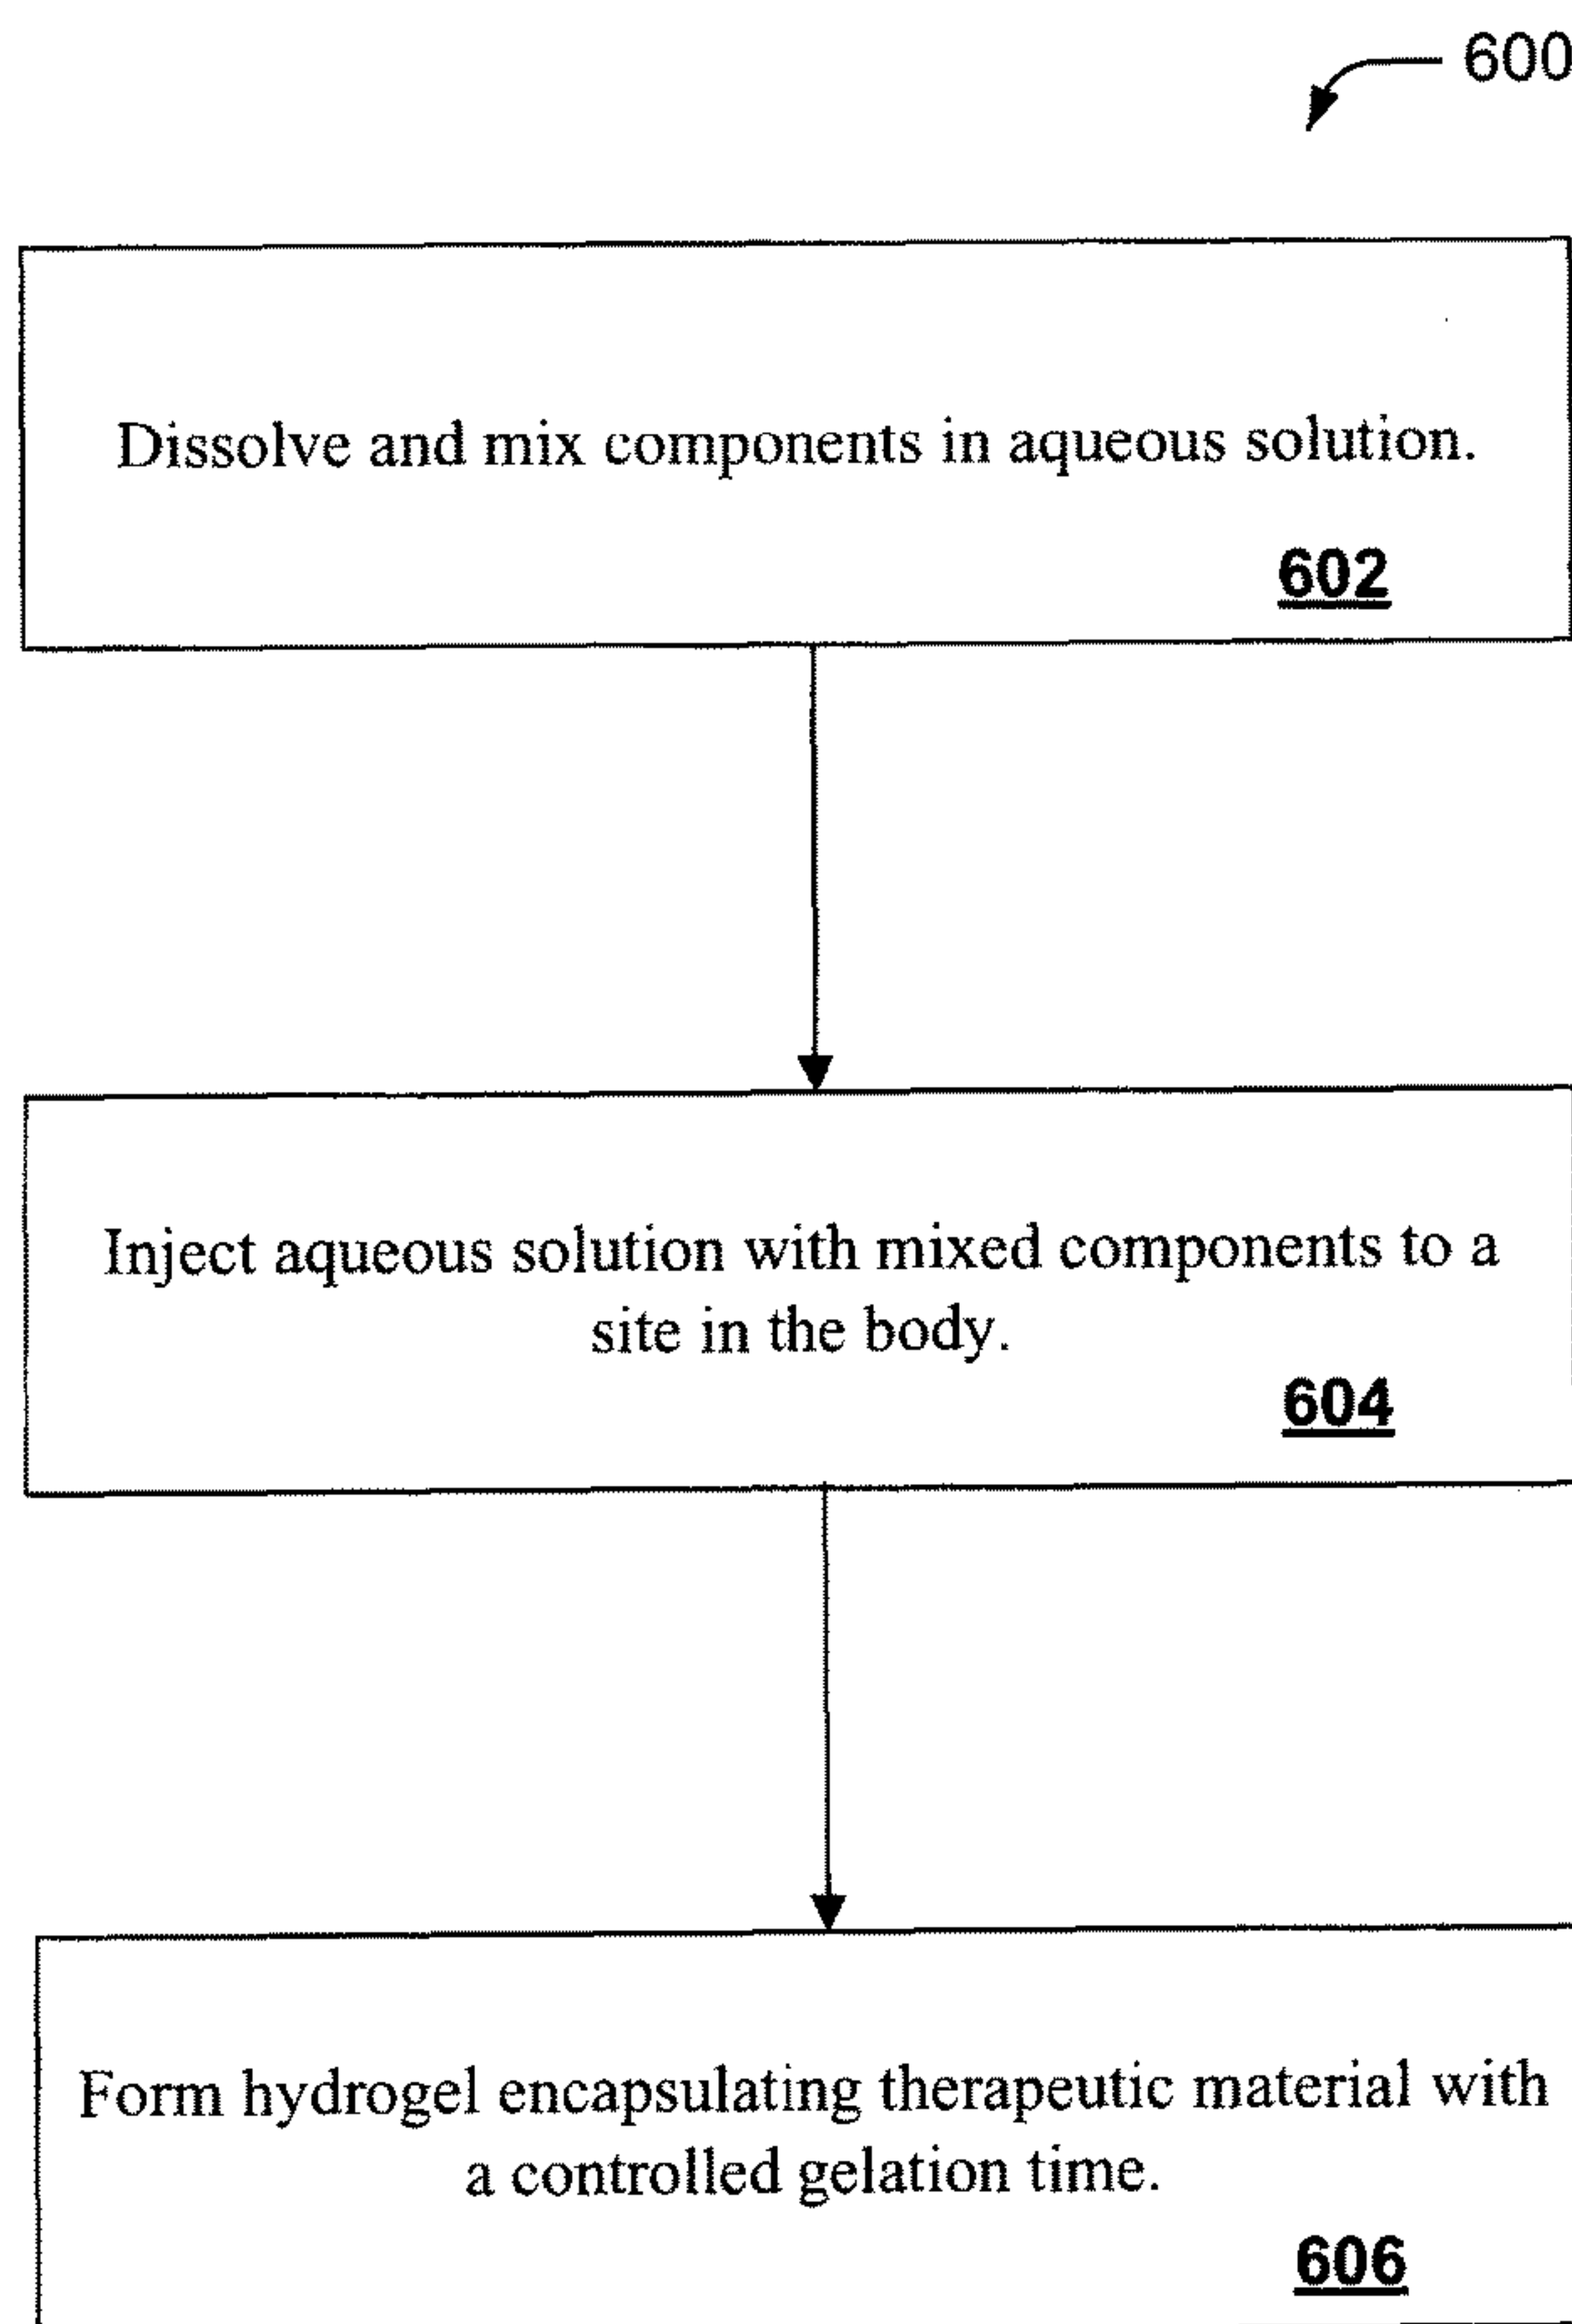 600
Dissolve and mix components in aqueous solution.
602
Inject aqueous solution with mixed components to a
site in the body.
604
Form hydrogel encapsulating therapeutic material with
a controlled gelation time.
606